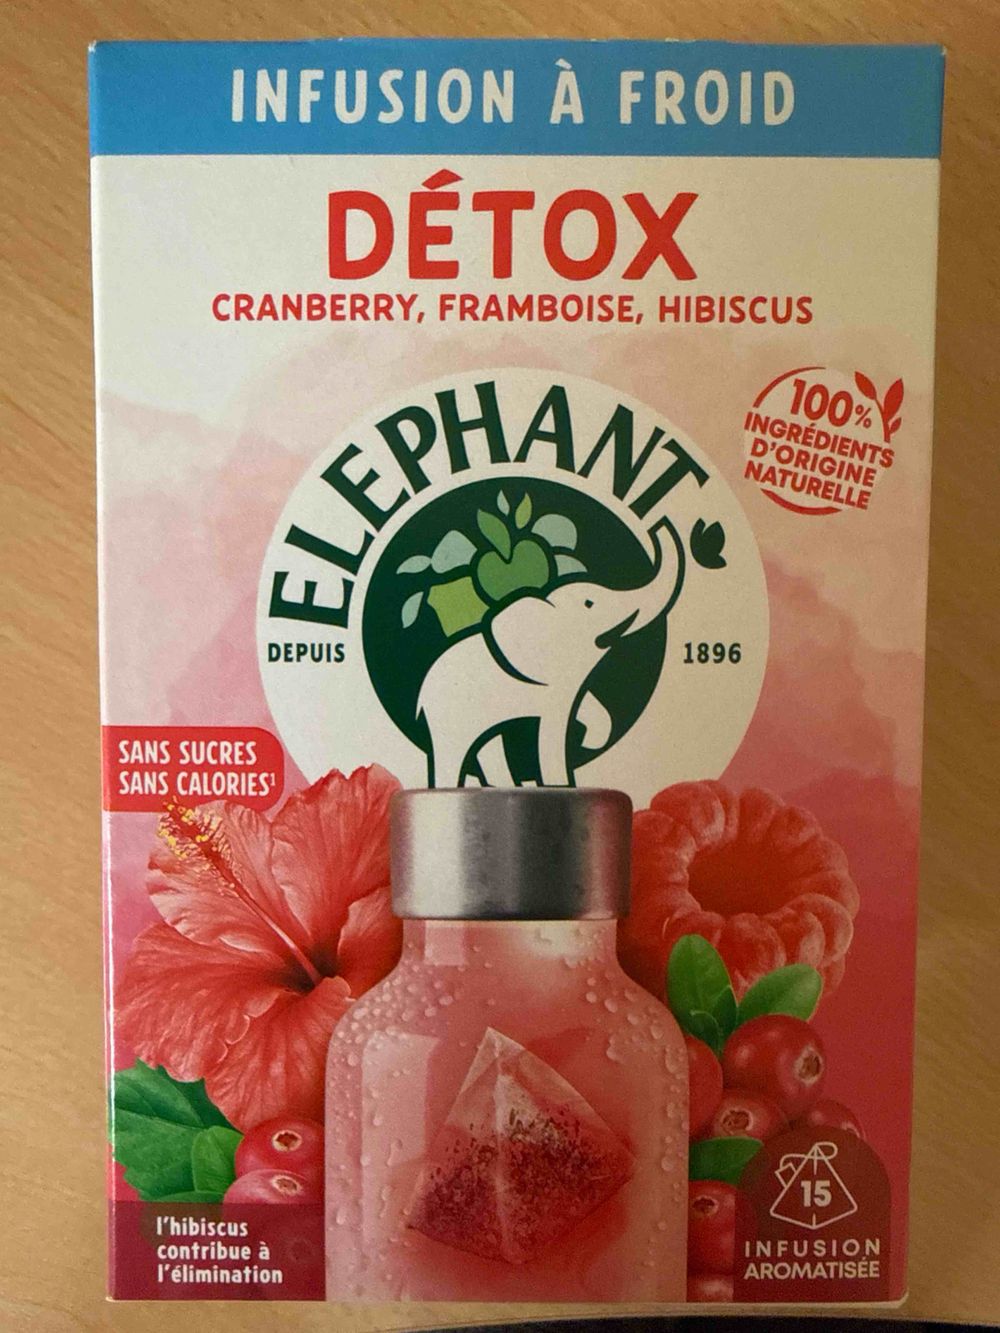 INFUSION À FROID
DÉTOX
CRANBERRY, FRAMBOISE, HIBISCUS
100%
INGRÉDIENTS
D'ORIGINE
NATURELLE
ELEPHANT
DEPUIS 1896
SANS SUCRES
SANS CALORIES¹
l'hibiscus
contribue à
l'élimination
15
INFUSION
AROMATISÉE